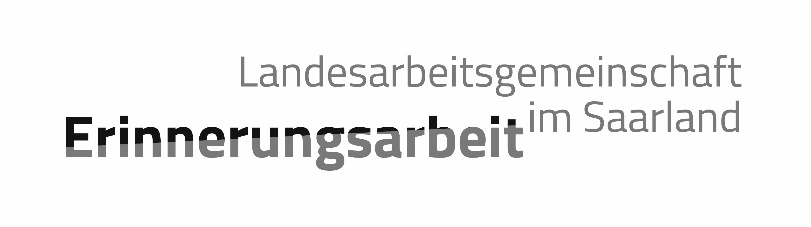 Landesarbeitsgemeinschaft
Erinnerungsarbeit im Saarland